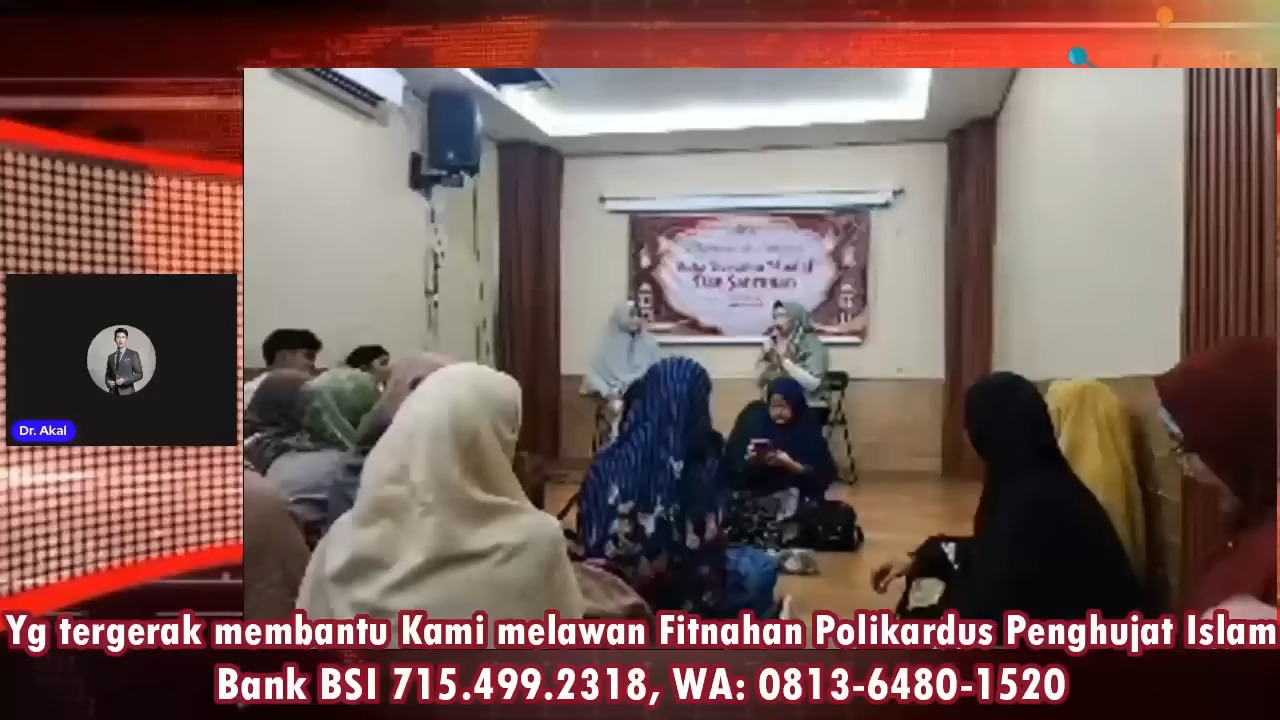 Dr. Akal
Yg tergerak membantu Kami melawan Fitnahan Polikardus Penghujat Islam
Bank BSI 715.499.2318, WA: 0813-6480-1520